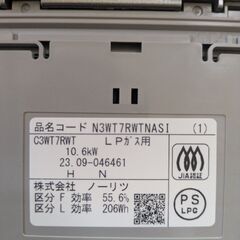 品名コード N3WT7RWTNASI (1)
C3WT7RWT LPガス用
10.6kW
23.09-046461
H N
株式会社 ノーリツ
区分 F 効率 55.6%
区分 L 効率 206Wh
JIA認証
PS
LPG